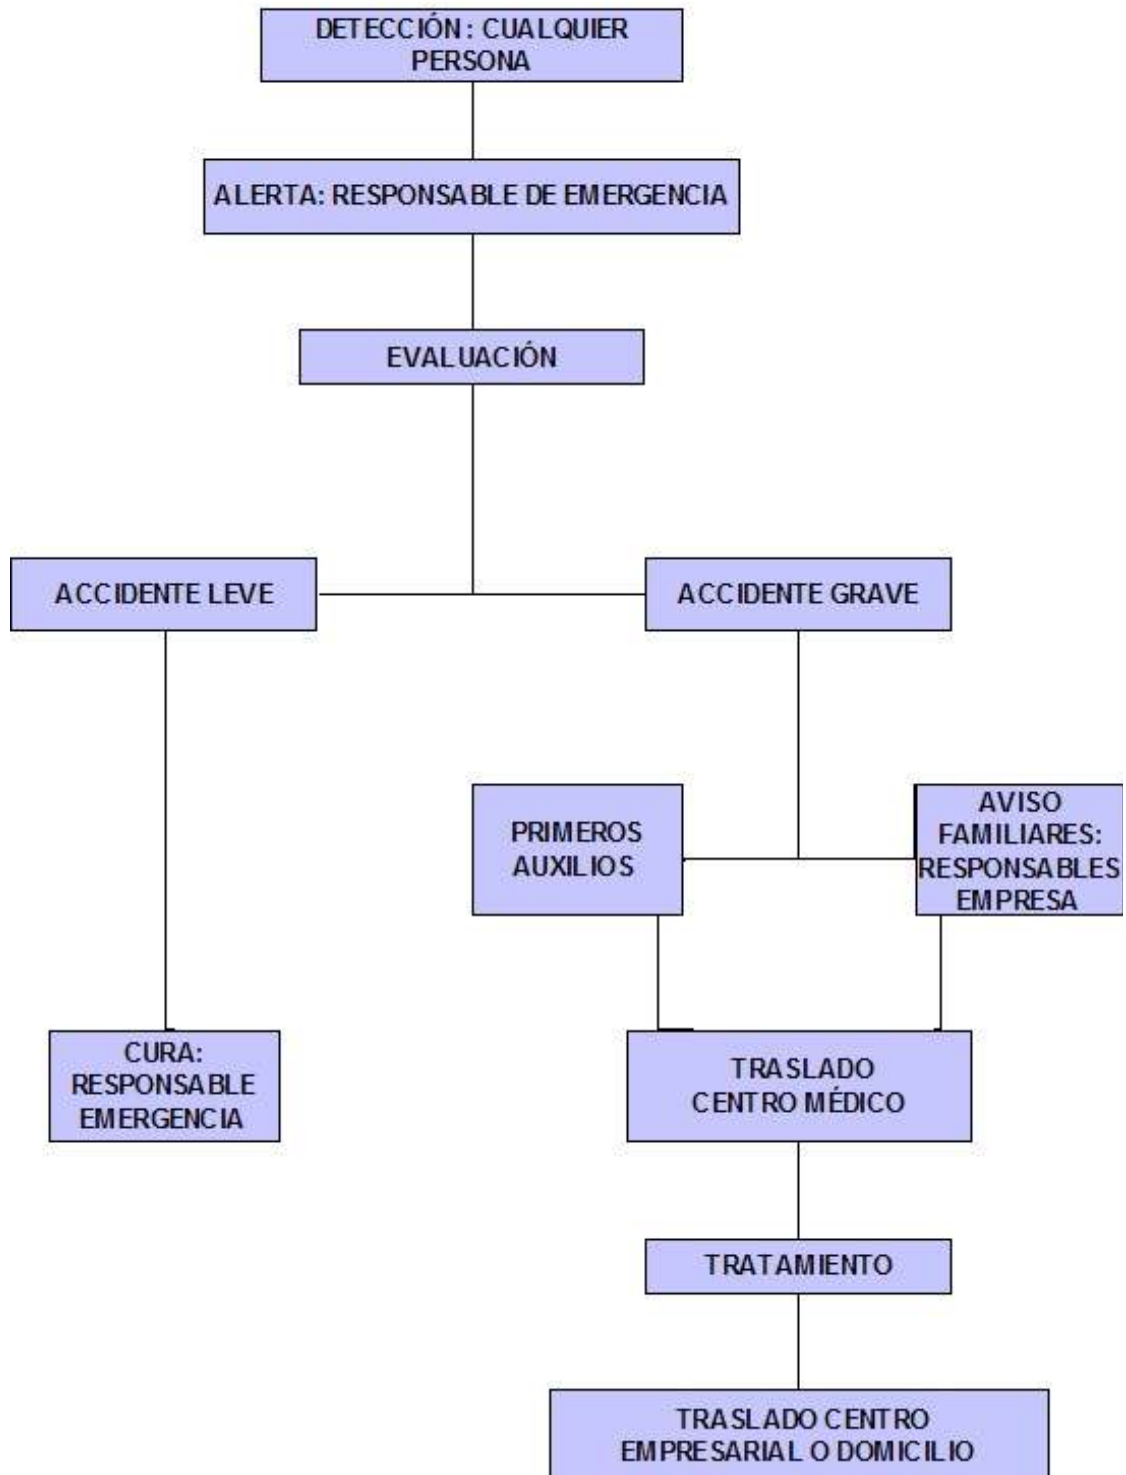 DETECCIÓN: CUALQUIER
PERSONA
ALERTA: RESPONSABLE DE EMERGENCIA
EVALUACIÓN
ACCIDENTE LEVE
ACCIDENTE GRAVE
PRIMEROS
AUXILIOS
AVISO
FAMILIARES:
RESPONSABLES
EMPRESA
CURA:
RESPONSABLE
EMERGENCIA
TRASLADO
CENTRO MÉDICO
TRATAMIENTO
TRASLADO CENTRO
EMPRESARIAL O DOMICILIO